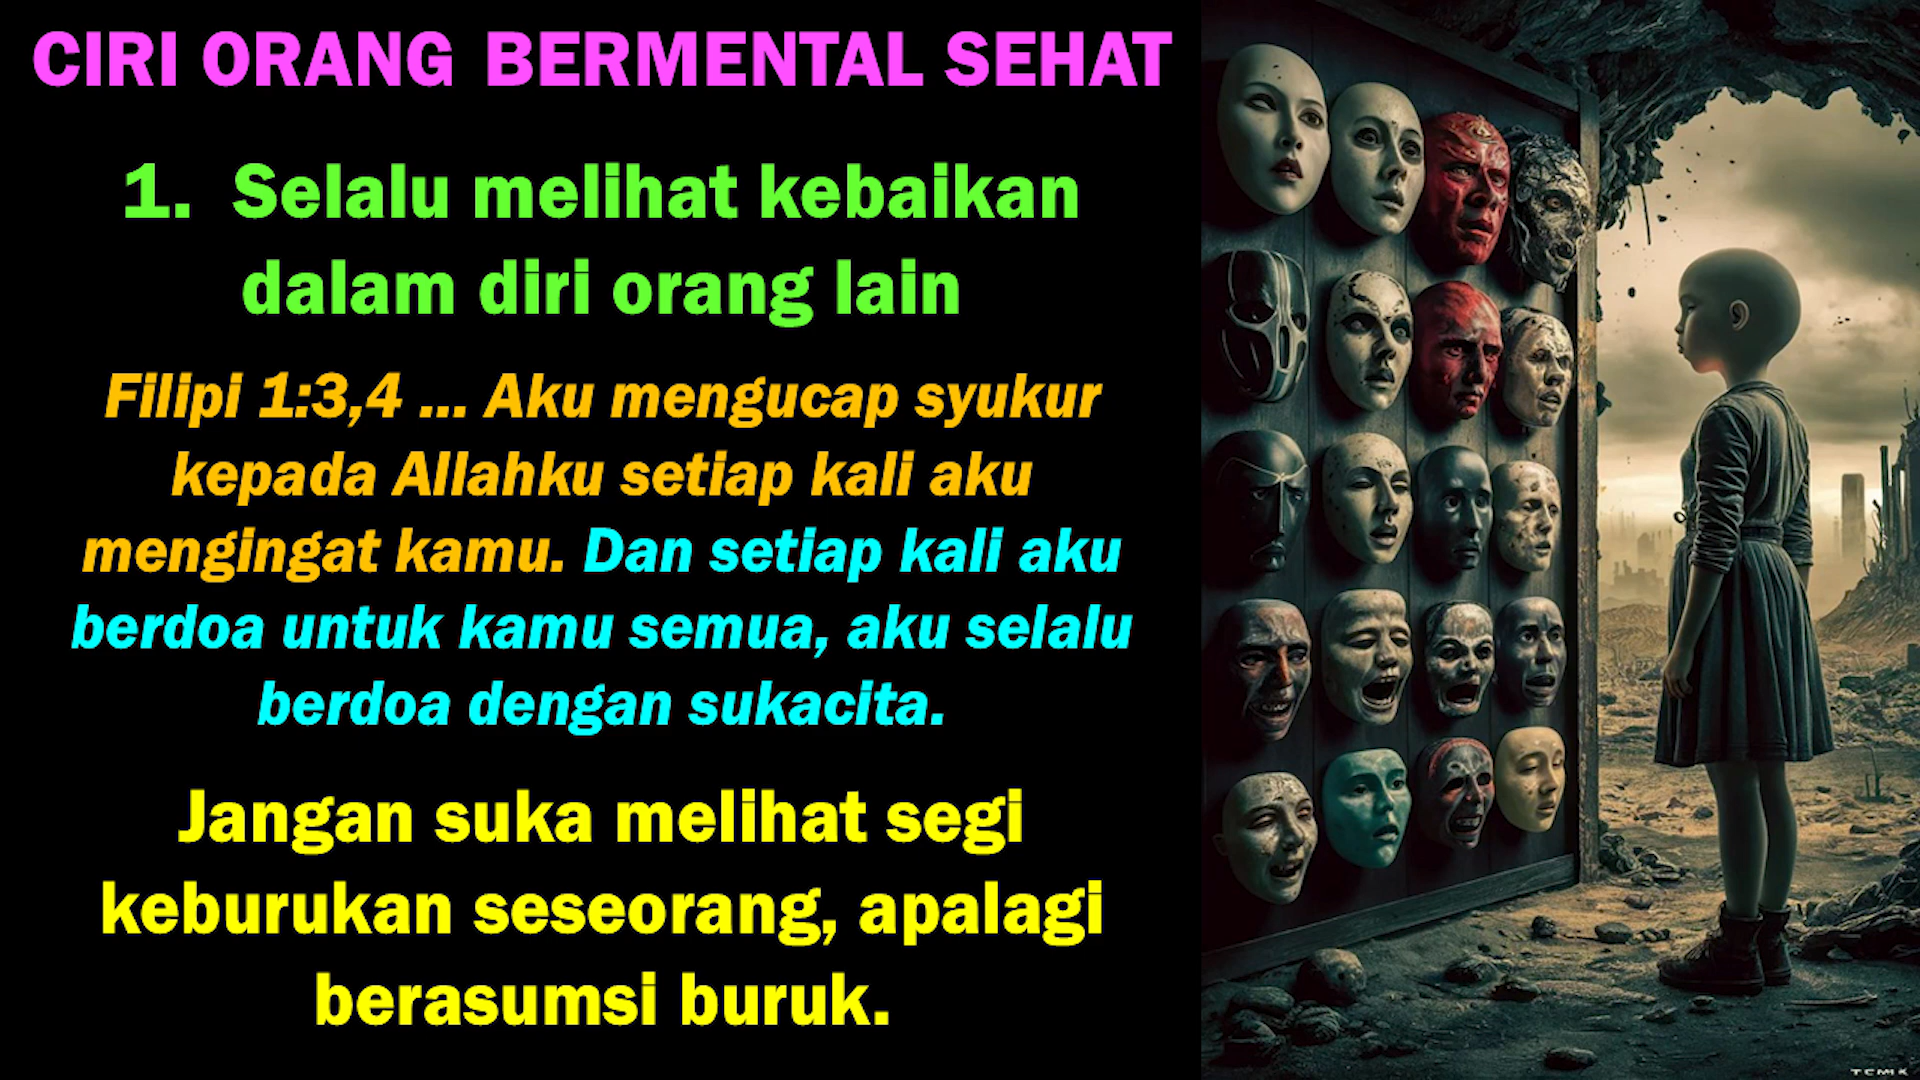 CIRI ORANG BERMENTAL SEHAT
1. Selalu melihat kebaikan
dalam diri orang lain
Filipi 1:3,4 ... Aku mengucap syukur
kepada Allahku setiap kali aku
mengingat kamu. Dan setiap kali aku
berdoa untuk kamu semua, aku selalu
berdoa dengan sukacita.
Jangan suka melihat segi
keburukan seseorang, apalagi
berasumsi buruk.